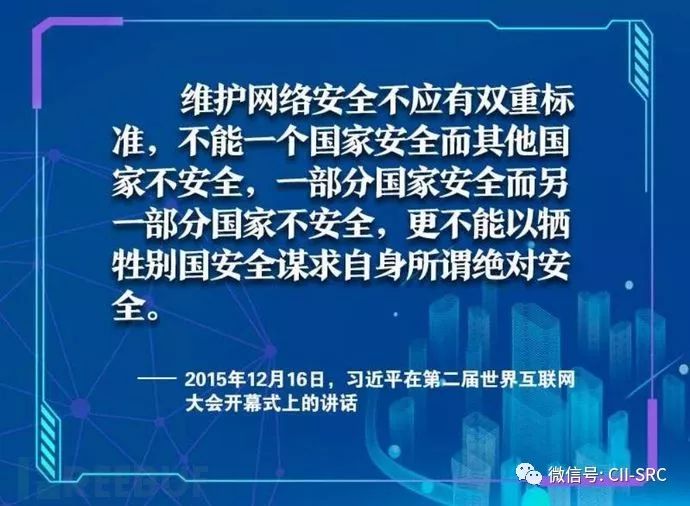 维护网络安全不应有双重标
准，不能一个国家安全而其他国
家不安全，一部分国家安全而另
一部分国家不安全，更不能以牺
牲别国安全谋求自身所谓绝对安
全。
—— 2015年12月16日，习近平在第二届世界互联网
大会开幕式上的讲话
REEBUF
微信号: CII-SRC